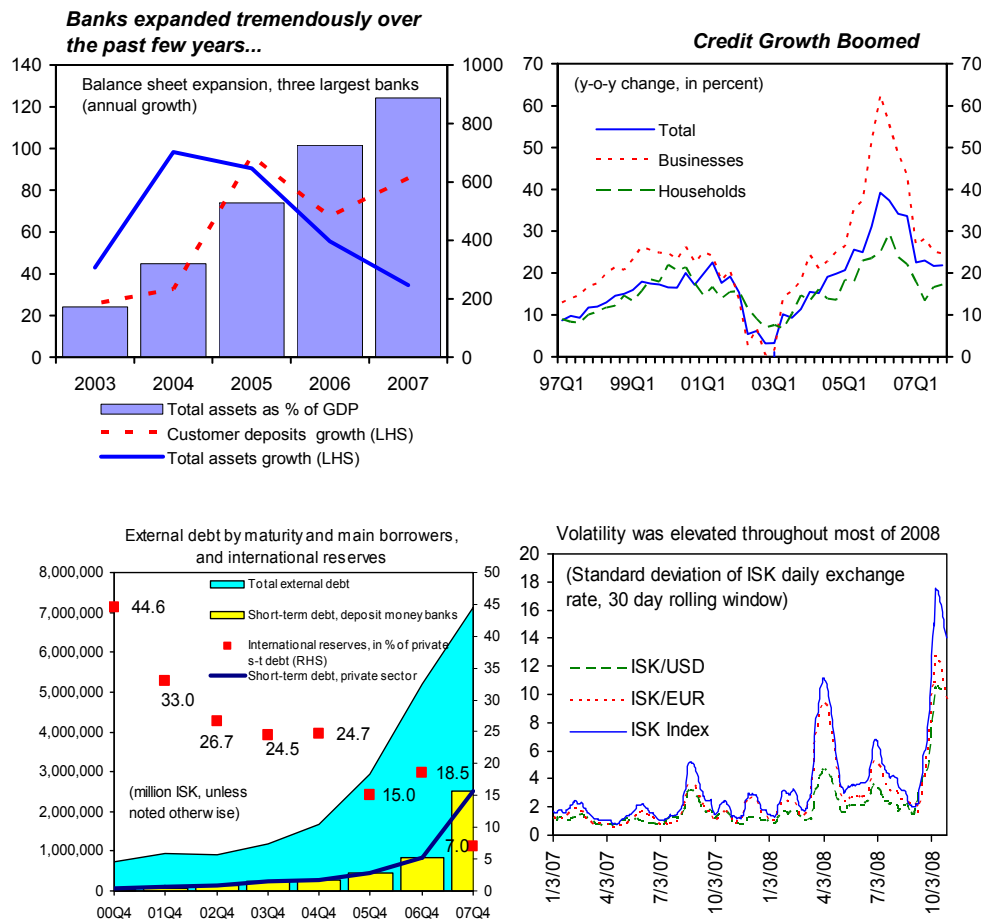 Banks expanded tremendously over
the past few years...
140
120
100
80
60
40
20
0
Balance sheet expansion, three largest banks
(annual growth)
1000
800
600
400
200
0
2003 2004 2005 2006 2007
Total assets as % of GDP
Customer deposits growth (LHS)
Total assets growth (LHS)
Credit Growth Boomed
70
60
50
40
30
20
10
0
(y-o-y change, in percent)
Total
Businesses
Households
70
60
50
40
30
20
10
0
97Q1 99Q1 01Q1 03Q1 05Q1 07Q1
External debt by maturity and main borrowers,
and international reserves
8,000,000
7,000,000
6,000,000
5,000,000
4,000,000
3,000,000
2,000,000
1,000,000
0
Total external debt
Short-term debt, deposit money banks
International reserves, in % of private
s-t debt (RHS)
Short-term debt, private sector
44.6
33.0
26.7
24.5
24.7
15.0
18.5
7.0
(million ISK, unless
noted otherwise)
50
45
40
35
30
25
20
15
10
5
0
00Q4 01Q4 02Q4 03Q4 04Q4 05Q4 06Q4 07Q4
Volatility was elevated throughout most of 2008
20
18
16
14
12
10
8
6
4
2
0
(Standard deviation of ISK daily exchange
rate, 30 day rolling window)
ISK/USD
ISK/EUR
ISK Index
1/3/07
4/3/07
7/3/07
10/3/07
1/3/08
4/3/08
7/3/08
10/3/08